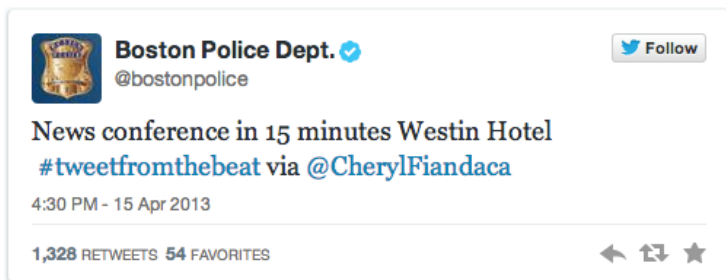 Boston Police Dept.
Follow
@bostonpolice
News conference in 15 minutes Westin Hotel
#tweetfromthebeat via @CherylFiandaca
4:30 PM - 15 Apr 2013
1,328 RETWEETS 54 FAVORITES